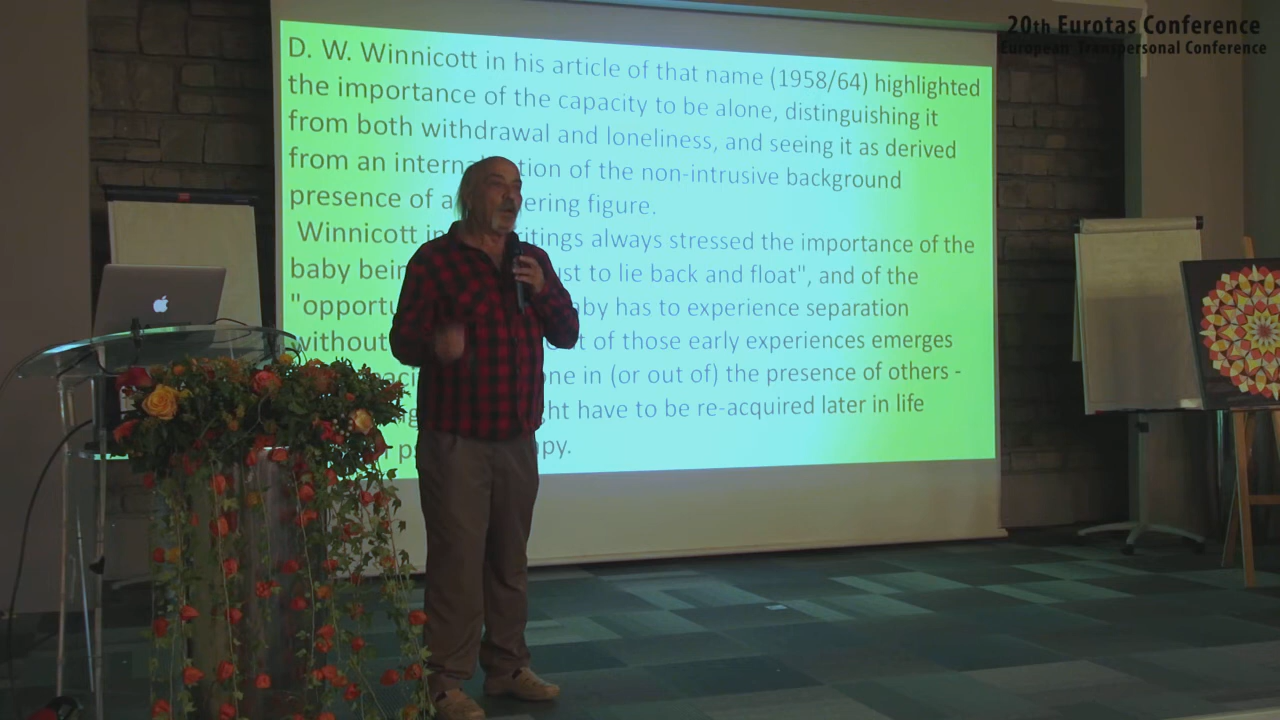 20th Eurotas Conference
European Transpersonal Conference
D. W. Winnicott in his article of that name (1958/64) highlighted
the importance of the capacity to be alone, distinguishing it
from both withdrawal and loneliness, and seeing it as derived
from an intern tion of the non-intrusive background
presence of a ering figure.
Winnicott in ritings always stressed the importance of the
baby bein ust to lie back and float", and of the
"opportu aby has to experience separation
without t of those early experiences emerges
one in (or out of) the presence of others -
ght have to be re-acquired later in life
ps apy.